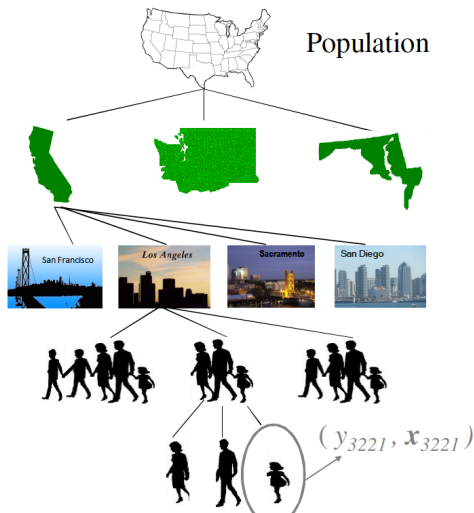 Population
San Francisco
Los Angeles
Sacramento
San Diego
( y₃₂₂₁, x₃₂₂₁ )